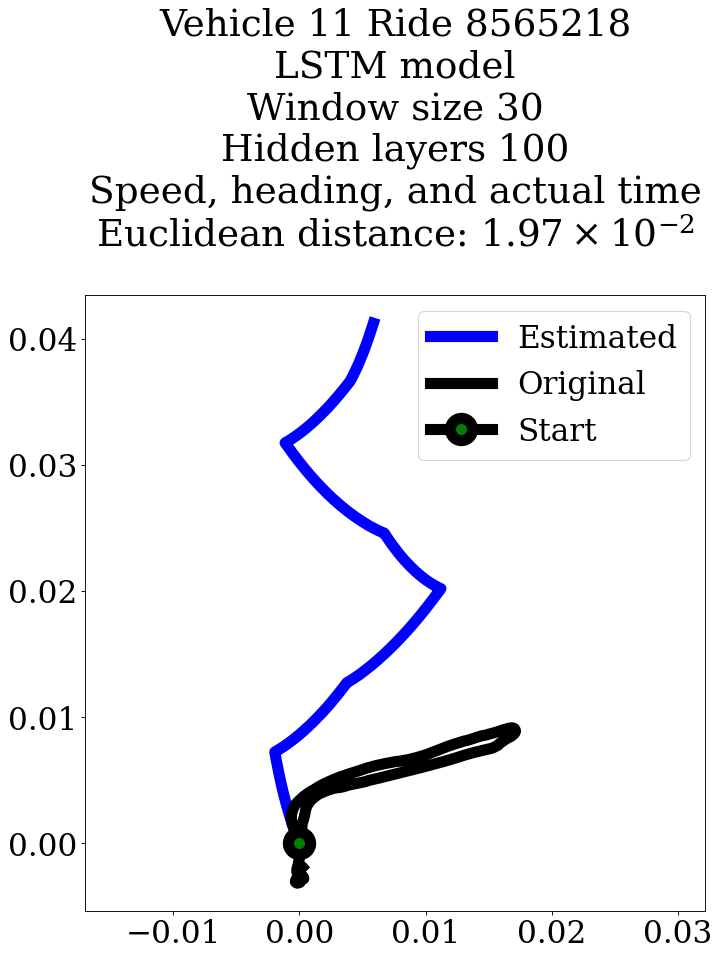 Vehicle 11 Ride 8565218
LSTM model
Window size 30
Hidden layers 100
Speed, heading, and actual time
Euclidean distance: 1.97 × 10⁻²
Estimated
Original
Start
0.04
0.03
0.02
0.01
0.00
−0.01 0.00 0.01 0.02 0.03